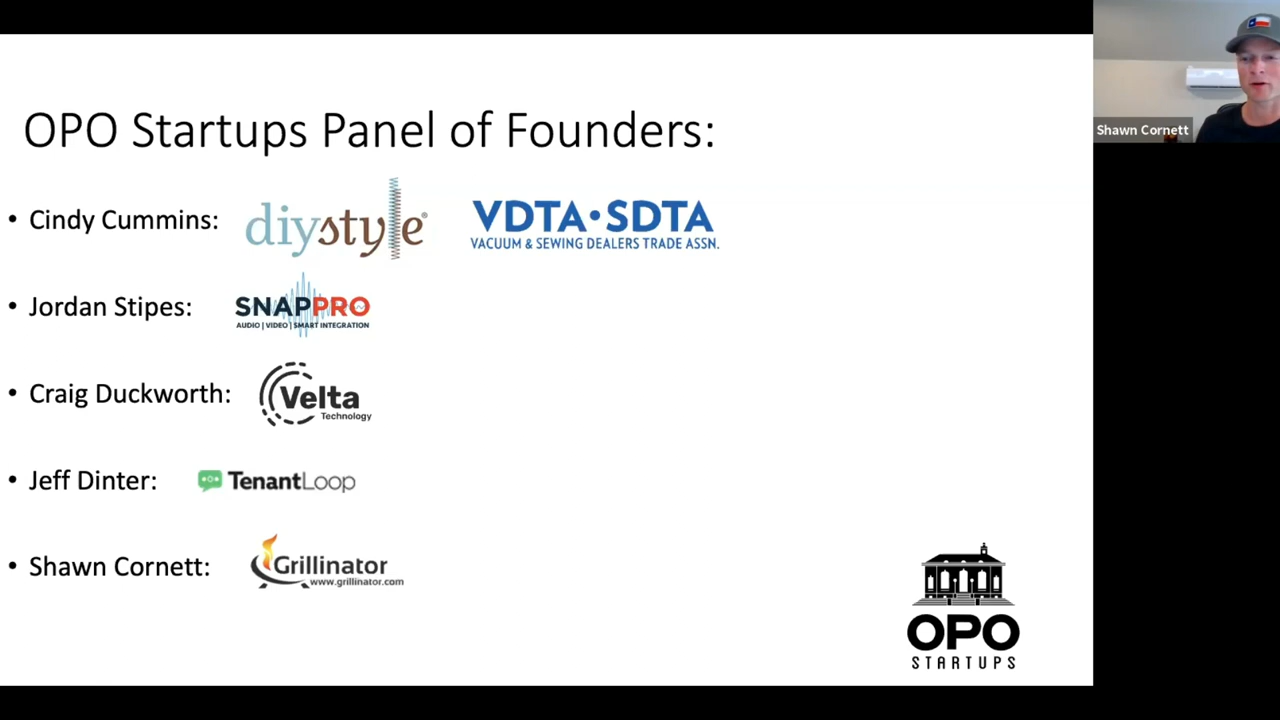 OPO Startups Panel of Founders:
• Cindy Cummins:
diystyle®
VDTA•SDTA
VACUUM & SEWING DEALERS TRADE ASSN.
• Jordan Stipes:
SNAPPRO
AUDIO | VIDEO | SMART INTEGRATION
• Craig Duckworth:
Velta
Technology
• Jeff Dinter:
TenantLoop
• Shawn Cornett:
Grillinator
www.grillinator.com
OPO
STARTUPS
Shawn Cornett